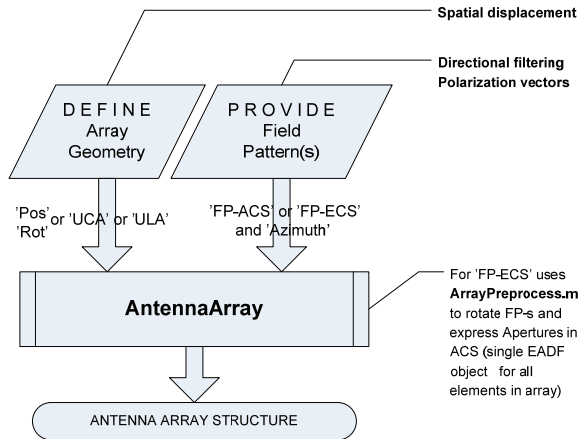 Spatial displacement
Directional filtering
Polarization vectors
D E F I N E
Array
Geometry
P R O V I D E
Field
Pattern(s)
'Pos'
'Rot'
or 'UCA' or 'ULA'
'FP-ACS' or 'FP-ECS'
and 'Azimuth'
AntennaArray
For 'FP-ECS' uses
ArrayPreprocess.m
to rotate FP-s and
express Apertures in
ACS (single EADF
object for all
elements in array)
ANTENNA ARRAY STRUCTURE